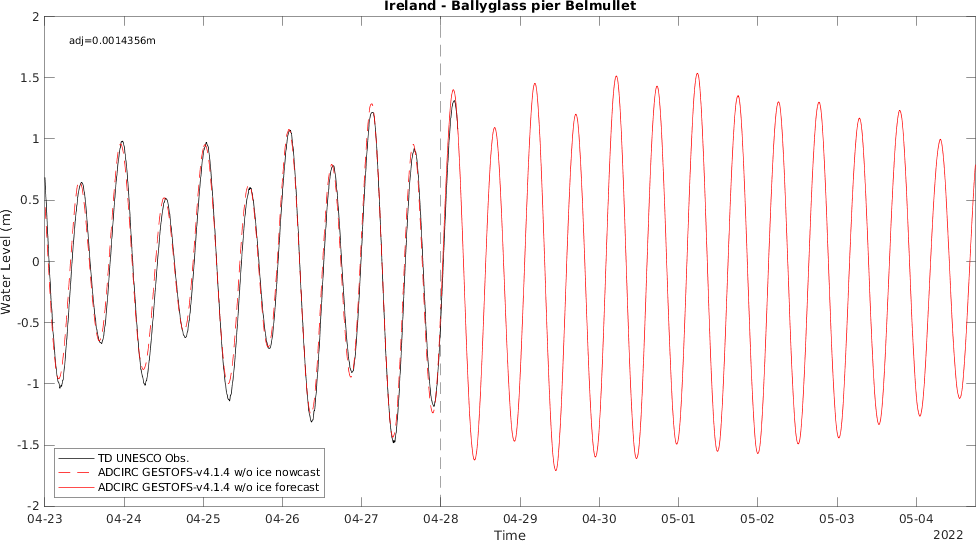 Ireland - Ballyglass pier Belmullet
adj=0.0014356m
2
1.5
1
0.5
0
-0.5
-1
-1.5
-2
Water Level (m)
TD UNESCO Obs.
ADCIRC GESTOFS-v4.1.4 w/o ice nowcast
ADCIRC GESTOFS-v4.1.4 w/o ice forecast
04-23 04-24 04-25 04-26 04-27 04-28 04-29 04-30 05-01 05-02 05-03 05-04
Time
2022